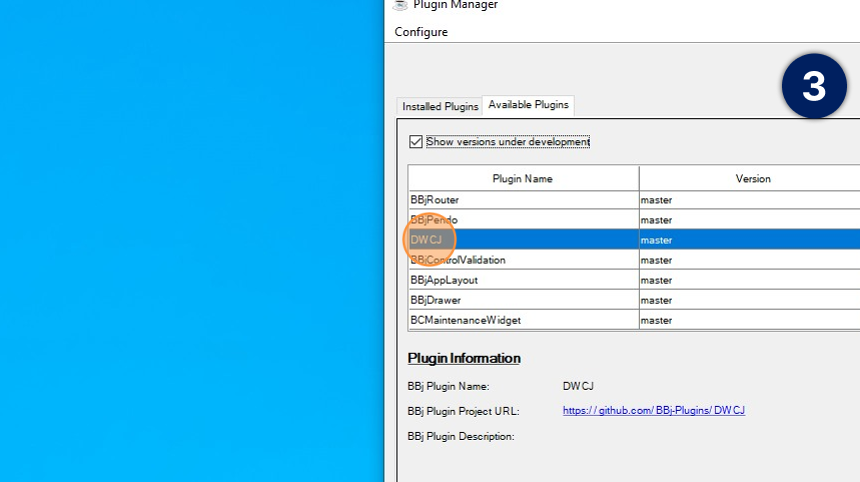 Plugin Manager
Configure
3
Installed Plugins Available Plugins
Show versions under development
Plugin Name Version
BBjRouter master
BBjPendo master
DWCJ master
BBjControlValidation master
BBjAppLayout master
BBjDrawer master
BCMaintenanceWidget master
Plugin Information
BBj Plugin Name: DWCJ
BBj Plugin Project URL: https://github.com/BBj-Plugins/DWCJ
BBj Plugin Description: